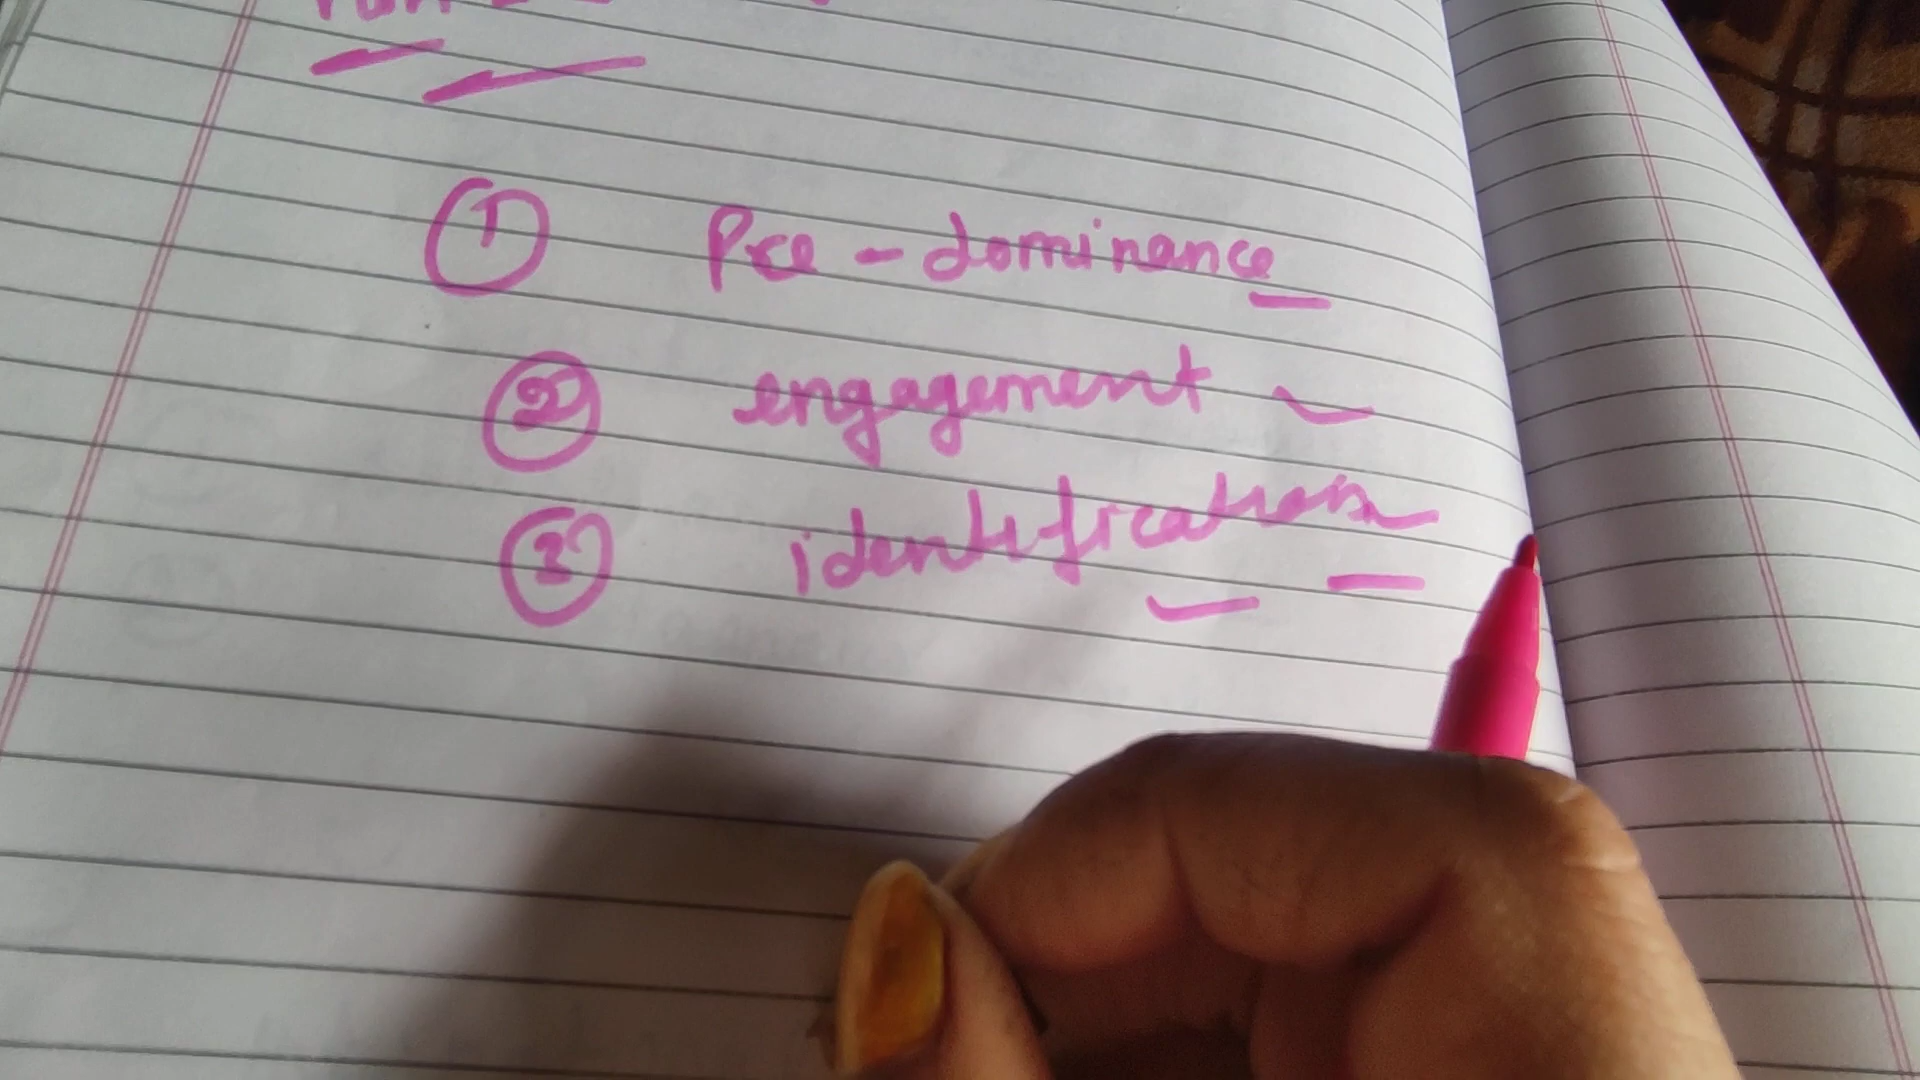 ① Pre - dominance
② engagement
③ identification